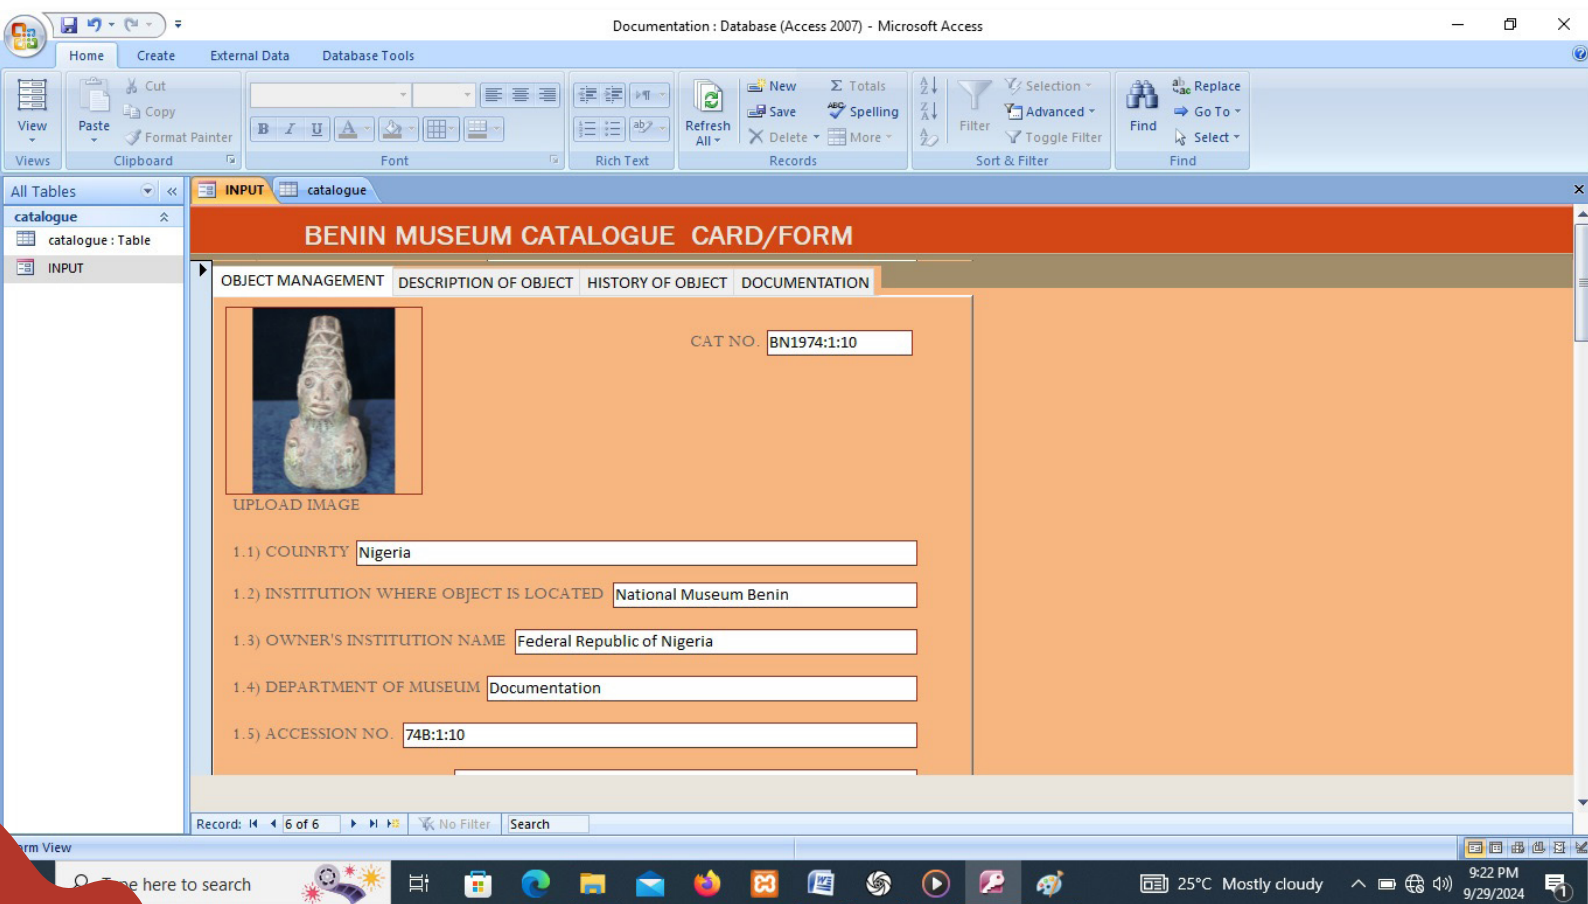 Documentation : Database (Access 2007) - Microsoft Access
Home Create External Data Database Tools
View Paste Cut Copy Format Painter
B I U
Refresh All New Save Delete Totals Spelling More
Filter Selection Advanced Toggle Filter
Find Replace Go To Select
Views Clipboard Font Rich Text Records Sort & Filter Find
All Tables
catalogue
catalogue : Table
INPUT
INPUT catalogue
BENIN MUSEUM CATALOGUE CARD/FORM
OBJECT MANAGEMENT DESCRIPTION OF OBJECT HISTORY OF OBJECT DOCUMENTATION
CAT NO. BN1974:1:10
UPLOAD IMAGE
1.1) COUNRTY Nigeria
1.2) INSTITUTION WHERE OBJECT IS LOCATED National Museum Benin
1.3) OWNER'S INSTITUTION NAME Federal Republic of Nigeria
1.4) DEPARTMENT OF MUSEUM Documentation
1.5) ACCESSION NO. 74B:1:10
Record: 6 of 6 No Filter Search
rm View
here to search
25°C Mostly cloudy
9:22 PM
9/29/2024